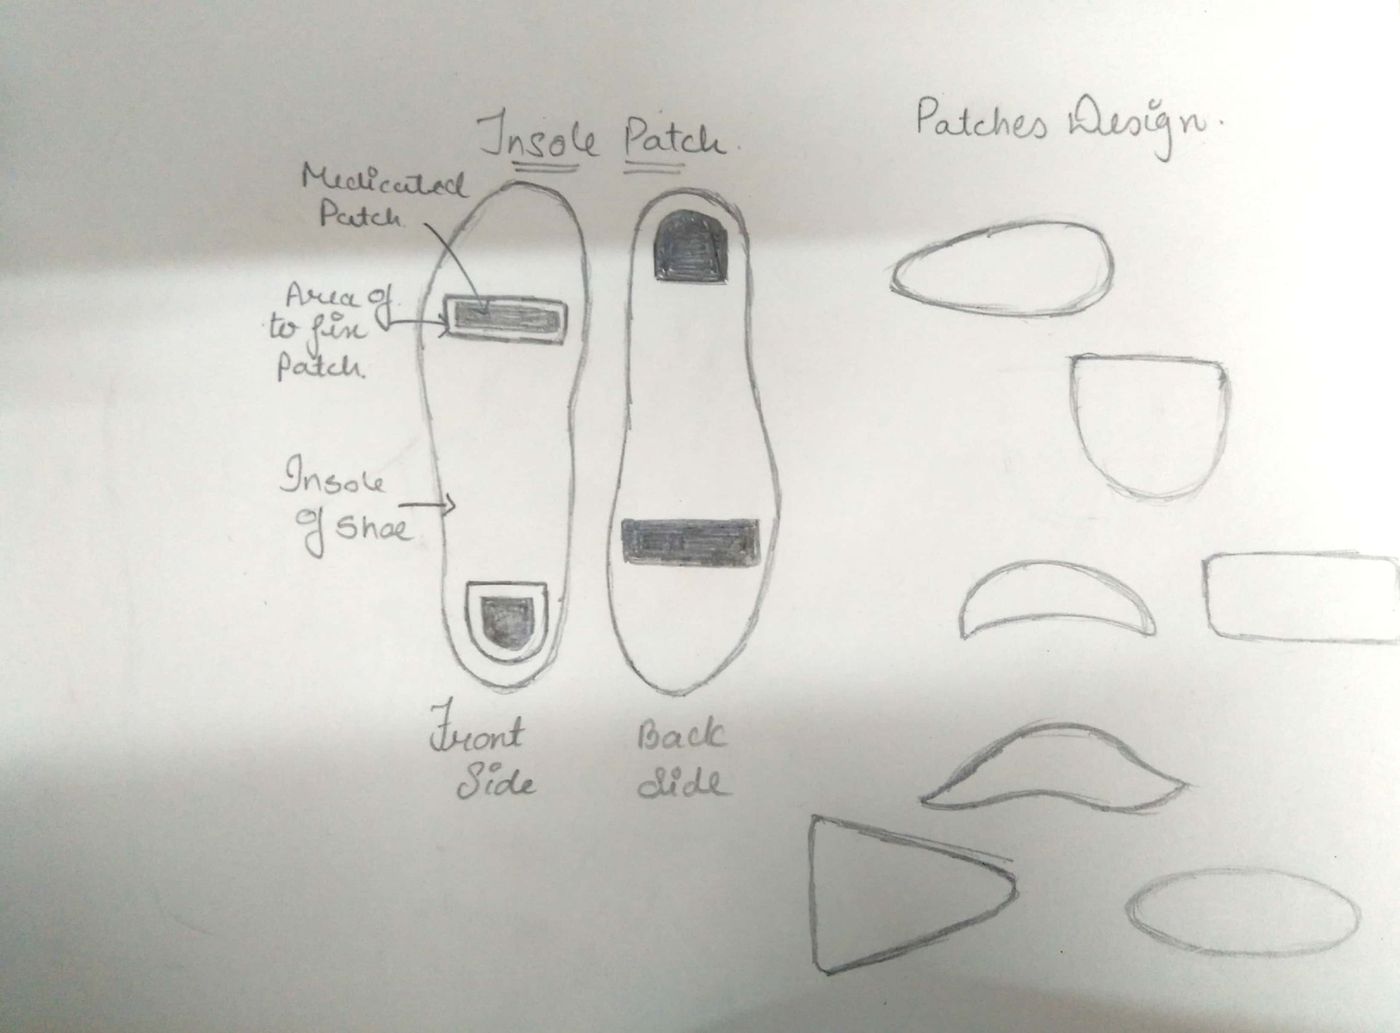 Insole Patch.
Patches Design.
Medicated
Patch.
Area of
to fix
Patch.
Insole
of shoe
Front
Side
Back
Side